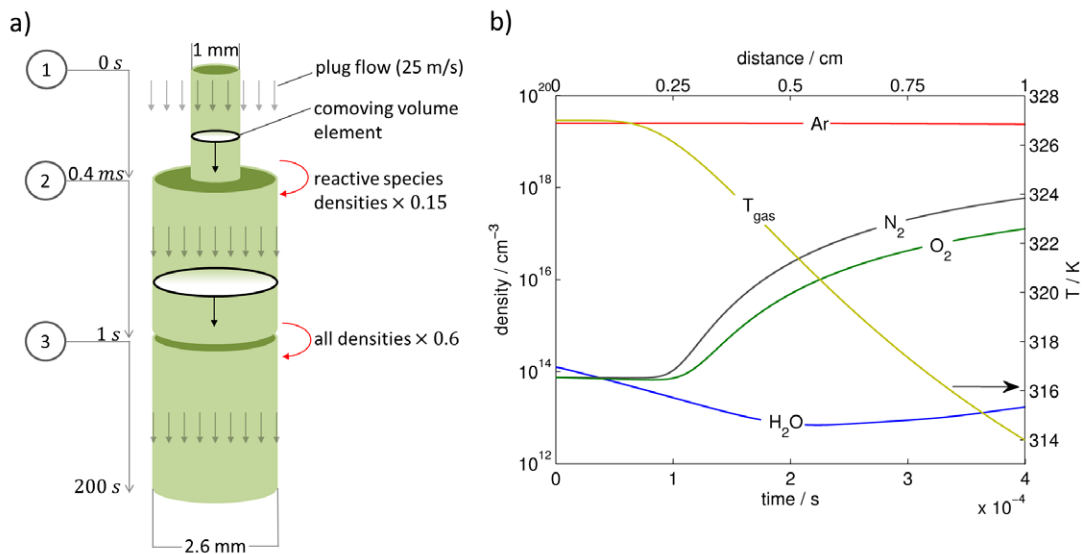 a)
1 mm
1
0 s
plug flow (25 m/s)
comoving volume
element
2
0.4 ms
reactive species
densities × 0.15
3
1 s
all densities × 0.6
200 s
2.6 mm
b)
distance / cm
0 0.25 0.5 0.75 1
10^20
10^18
10^16
10^14
10^12
density / cm^-3
Ar
T_gas
N_2
O_2
H_2O
328
326
324
322
320
318
316
314
T / K
0 1 2 3 4
time / s
x 10^-4